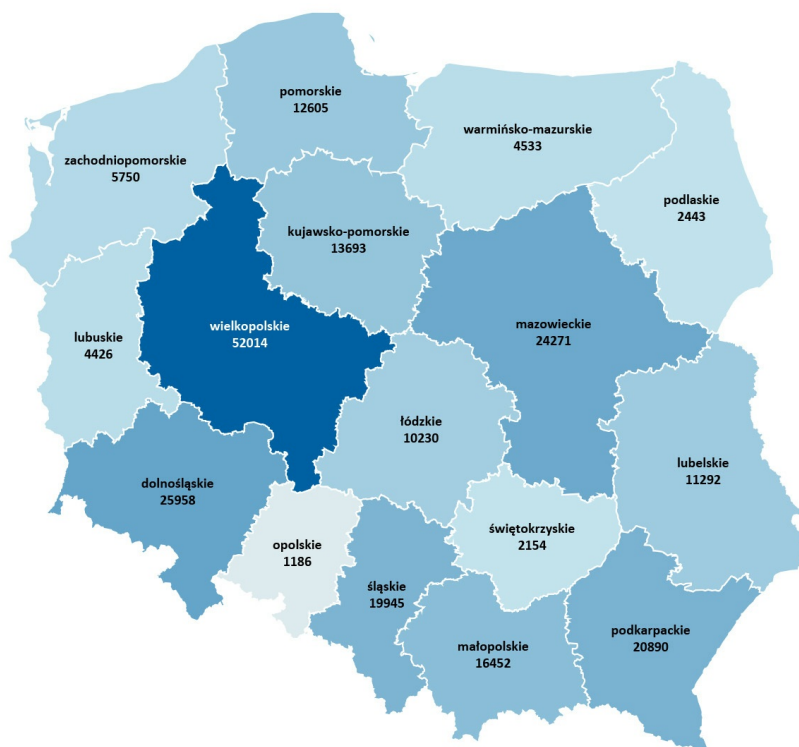 pomorskie
12605
warmińsko-mazurskie
4533
zachodniopomorskie
5750
podlaskie
2443
kujawsko-pomorskie
13693
wielkopolskie
52014
mazowieckie
24271
lubuskie
4426
łódzkie
10230
lubelskie
11292
dolnośląskie
25958
świętokrzyskie
2154
opolskie
1186
śląskie
19945
podkarpackie
20890
małopolskie
16452